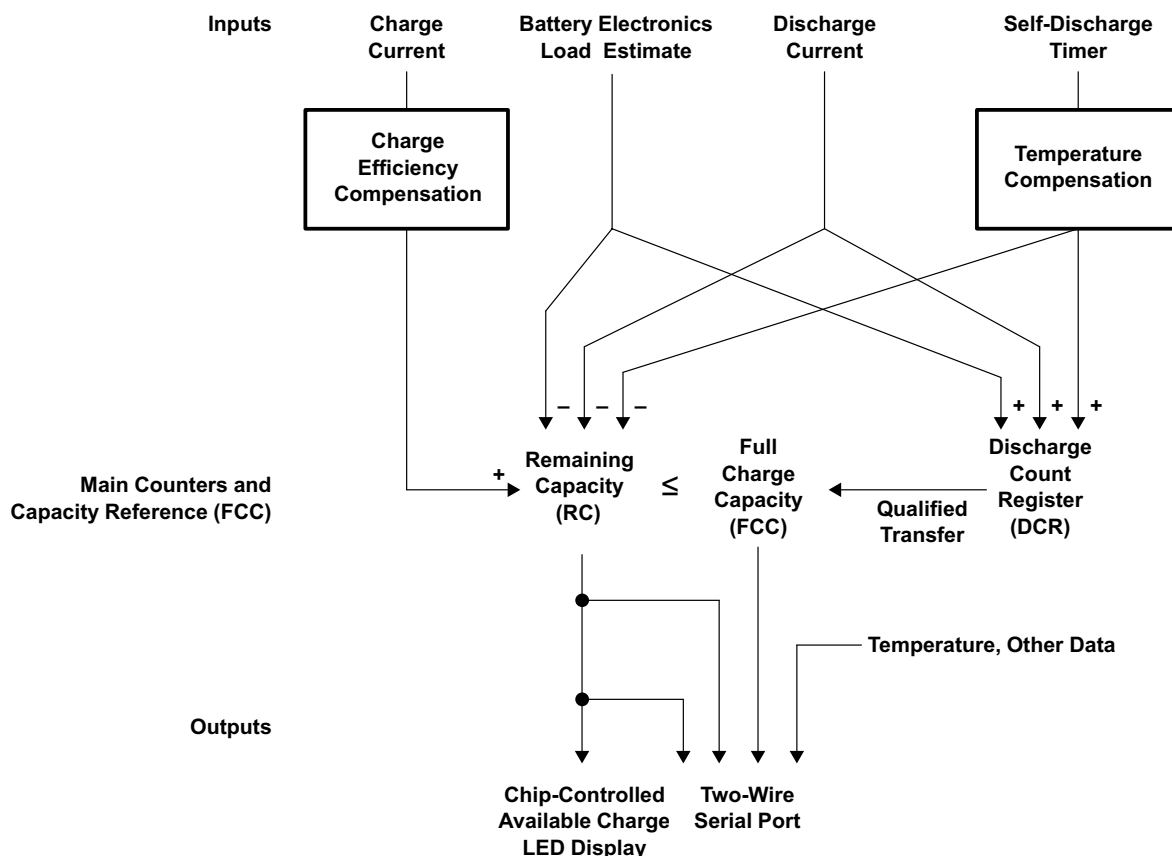 Inputs
Charge
Current
Battery Electronics
Load Estimate
Discharge
Current
Self-Discharge
Timer
Charge
Efficiency
Compensation
Temperature
Compensation
– – –
+ + +
Main Counters and
Capacity Reference (FCC)
+
Remaining
Capacity
(RC)
≤
Full
Charge
Capacity
(FCC)
Qualified
Transfer
Discharge
Count
Register
(DCR)
Temperature, Other Data
Outputs
Chip-Controlled
Available Charge
LED Display
Two-Wire
Serial Port